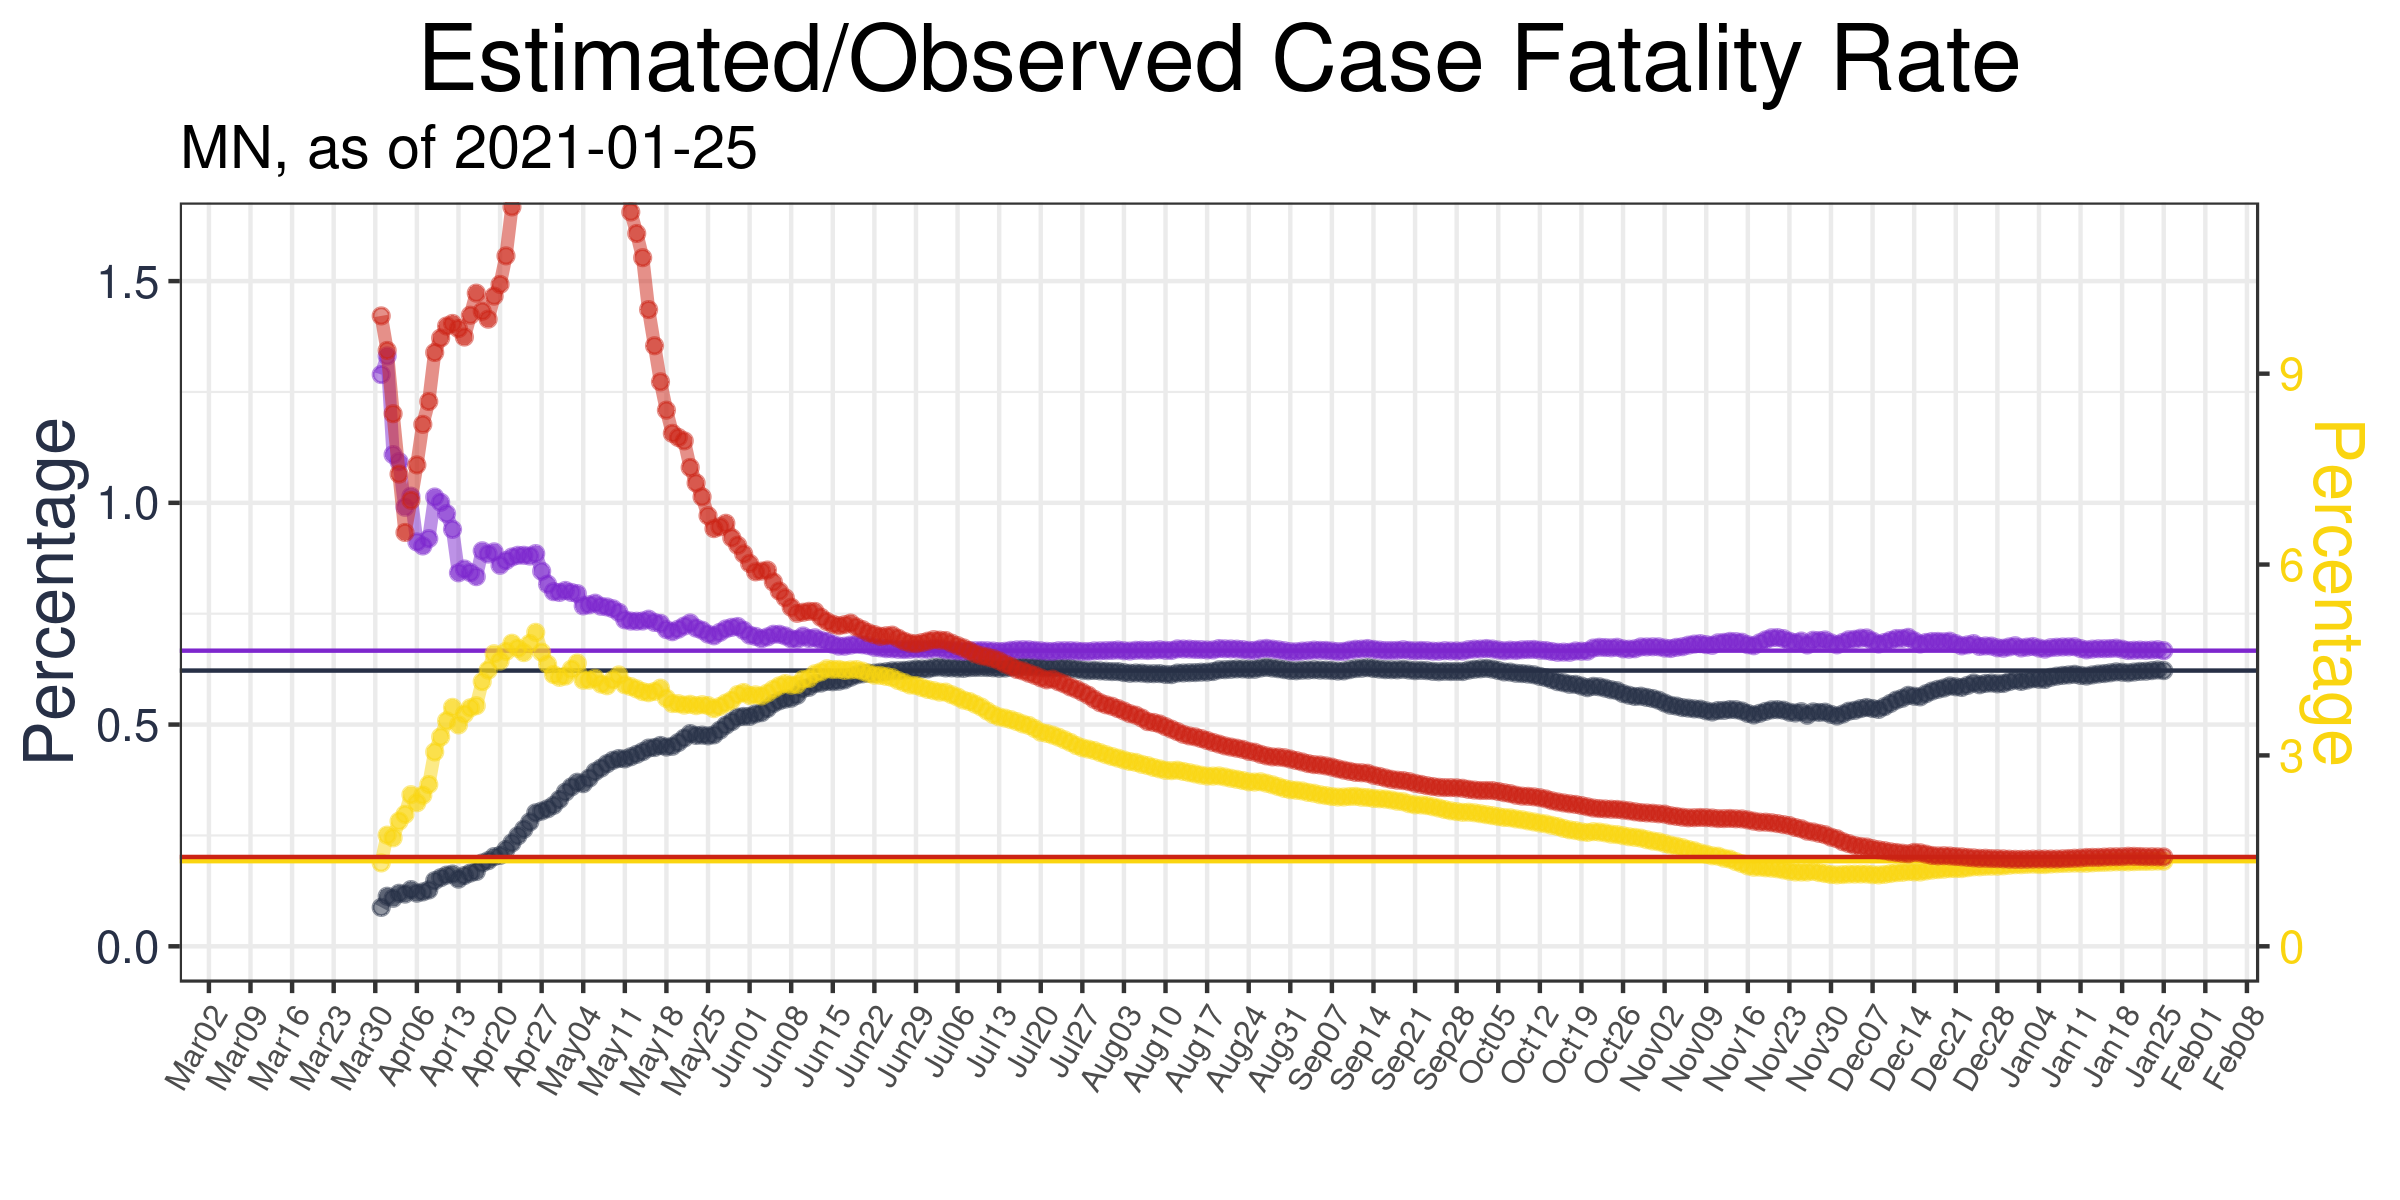 Estimated/Observed Case Fatality Rate
MN, as of 2021-01-25
Percentage
1.5
1.0
0.5
0.0
9
6
3
0
Percentage
Mar02 Mar09 Mar16 Mar23 Mar30 Apr06 Apr13 Apr20 Apr27 May04 May11 May18 May25 Jun01 Jun08 Jun15 Jun22 Jun29 Jul06 Jul13 Jul20 Jul27 Aug03 Aug10 Aug17 Aug24 Aug31 Sep07 Sep14 Sep21 Sep28 Oct05 Oct12 Oct19 Oct26 Nov02 Nov09 Nov16 Nov23 Nov30 Dec07 Dec14 Dec21 Dec28 Jan04 Jan11 Jan18 Jan25 Feb01 Feb08